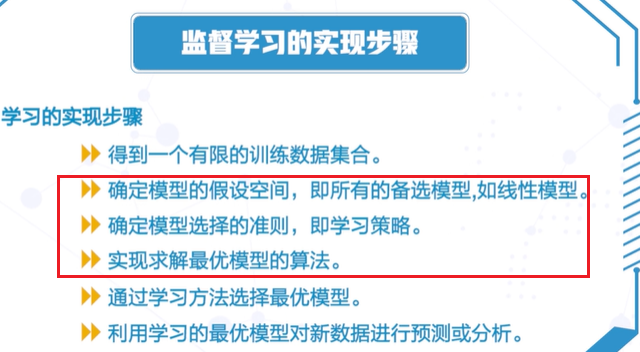 监督学习的实现步骤
学习的实现步骤
得到一个有限的训练数据集合。
确定模型的假设空间，即所有的备选模型,如线性模型。
确定模型选择的准则，即学习策略。
实现求解最优模型的算法。
通过学习方法选择最优模型。
利用学习的最优模型对新数据进行预测或分析。